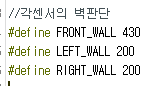 //각센서의 벽판단
#define FRONT_WALL 430
#define LEFT_WALL 200
#define RIGHT_WALL 200